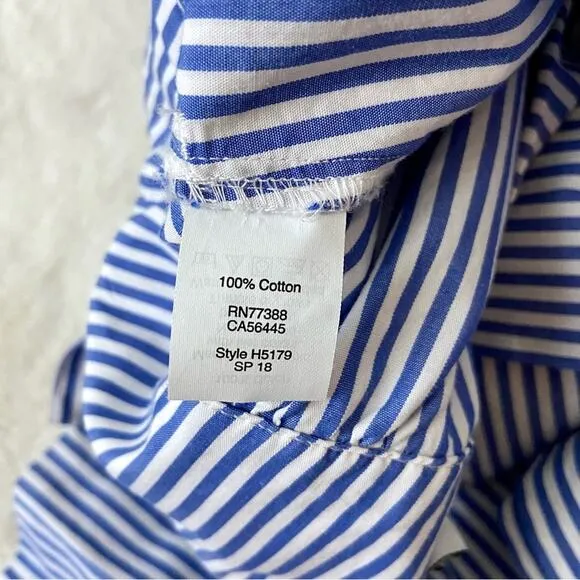 100% Cotton
RN77388
CA56445
Style H5179
SP 18